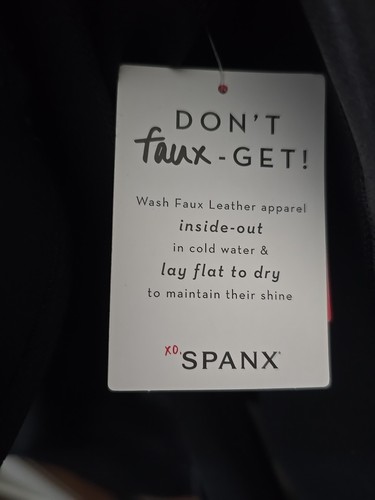 DON'T
faux-GET!
Wash Faux Leather apparel
inside-out
in cold water &
lay flat to dry
to maintain their shine
xo, SPANX®